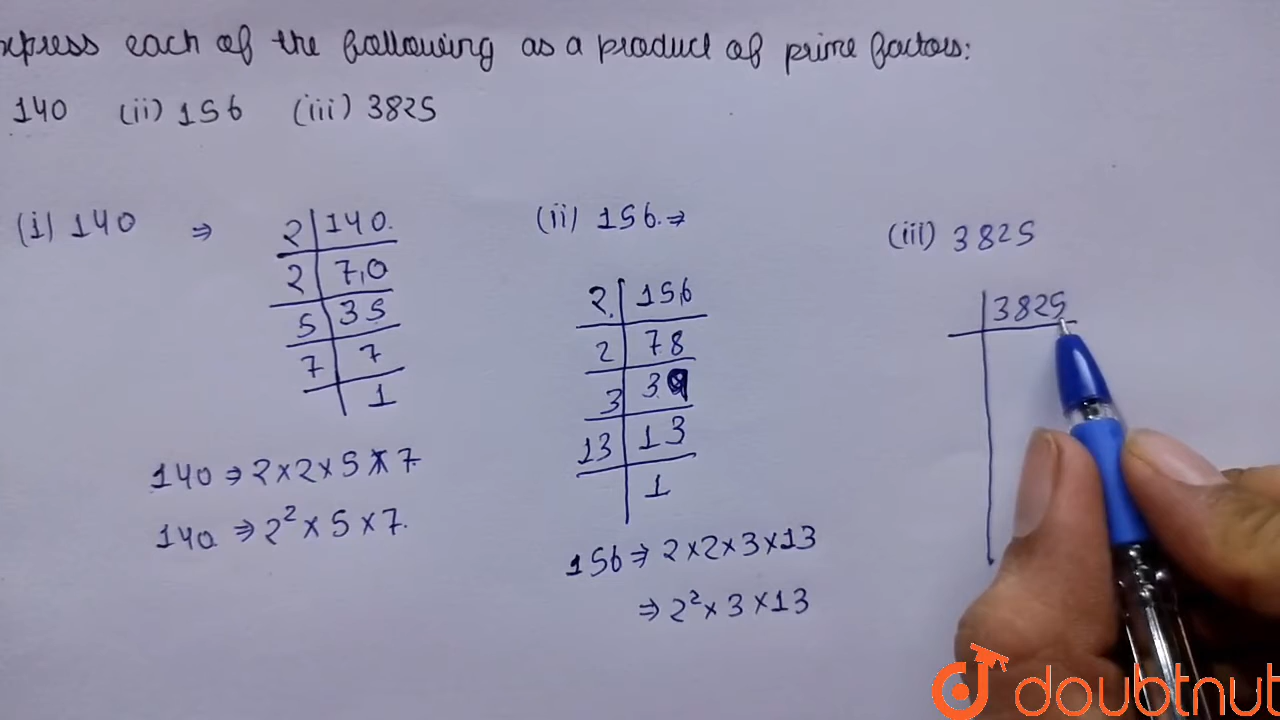 xpress each of the following as a product of prime factors:
140 (ii) 156 (iii) 3825
(i) 140 ⇒
2 | 140
2 | 70
5 | 35
7 | 7
1
140 ⇒ 2 × 2 × 5 × 7.
140 ⇒ 2² × 5 × 7.
(ii) 156 ⇒
2 | 156
2 | 78
3 | 39
13 | 13
1
156 ⇒ 2 × 2 × 3 × 13
⇒ 2² × 3 × 13
(iii) 3825
3825
doubtnut